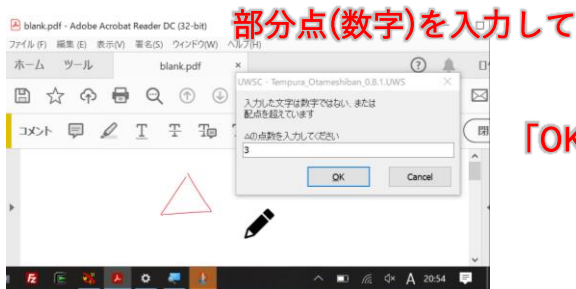 部分点(数字)を入力して
blank.pdf - Adobe Acrobat Reader DC (32-bit)
ファイル(F) 編集(E) 表示(V) 署名(S) ウィンドウ(W) ヘルプ(H)
ホーム ツール blank.pdf ×
UWSC - Tempura_Otameshiban_0.8.1.UWS
入力した文字は数字ではない、または
配点を超えています
△の点数を入力してください
3
OK Cancel
コメント
閉
「OK
A 20:54